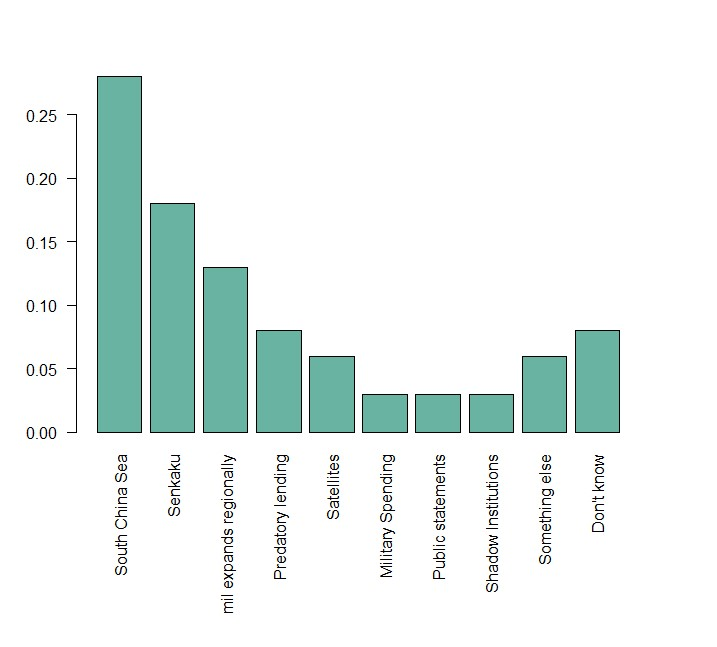 0.25
0.20
0.15
0.10
0.05
0.00
South China Sea
Senkaku
mil expands regionally
Predatory lending
Satellites
Military Spending
Public statements
Shadow Institutions
Something else
Don't know